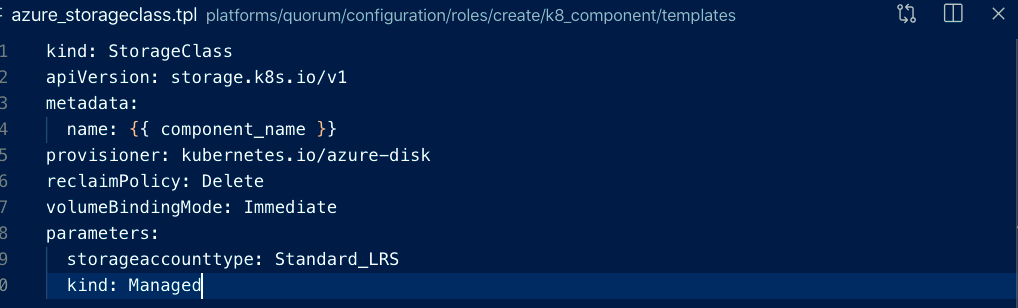 azure_storageclass.tpl platforms/quorum/configuration/roles/create/k8_component/templates
1 kind: StorageClass
2 apiVersion: storage.k8s.io/v1
3 metadata:
4   name: {{ component_name }}
5 provisioner: kubernetes.io/azure-disk
6 reclaimPolicy: Delete
7 volumeBindingMode: Immediate
8 parameters:
9   storageaccounttype: Standard_LRS
0   kind: Managed